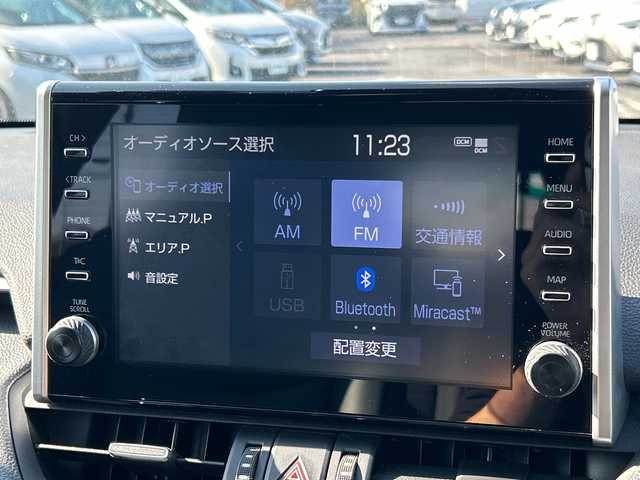 オーディオソース選択
11:23
DCM
DCM
オーディオ選択
マニュアル.P
エリア.P
音設定
AM
FM
交通情報
USB
Bluetooth
Miracast™
配置変更
CH >
< TRACK
PHONE
TUNE
SCROLL
HOME
MENU
AUDIO
MAP
POWER
VOLUME